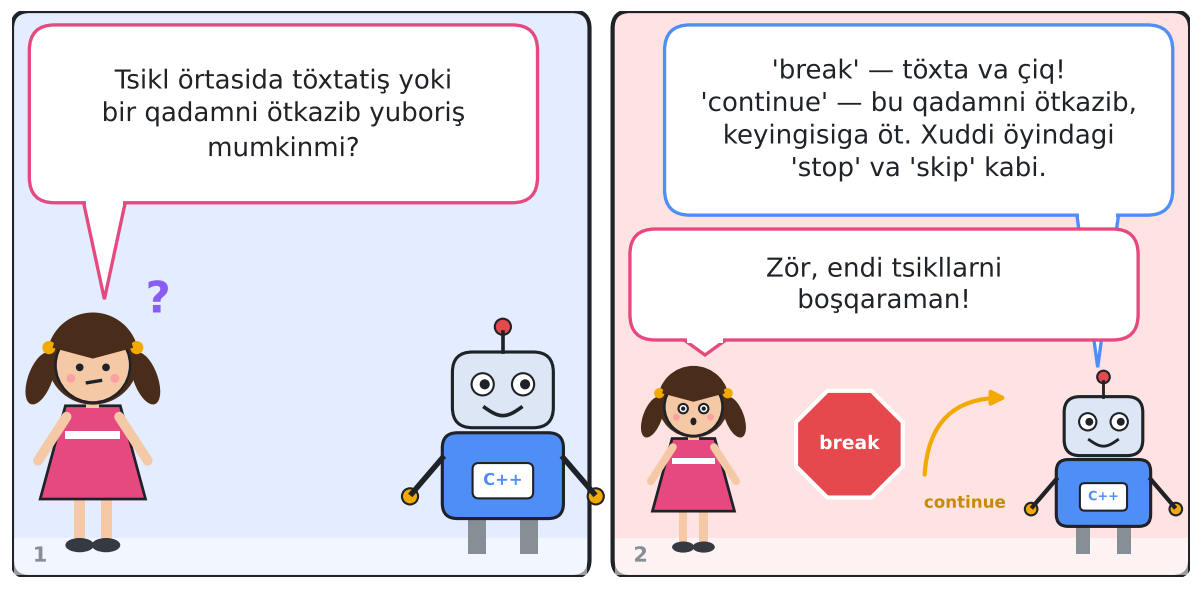 Tsikl örtasida töxtatiş yoki
bir qadamni ötkazib yuboriş
mumkinmi?
?
C++
1
'break' — töxta va çiq!
'continue' — bu qadamni ötkazib,
keyingisiga öt. Xuddi öyindagi
'stop' va 'skip' kabi.
Zör, endi tsikllarni
boşqaraman!
break
continue
C++
2